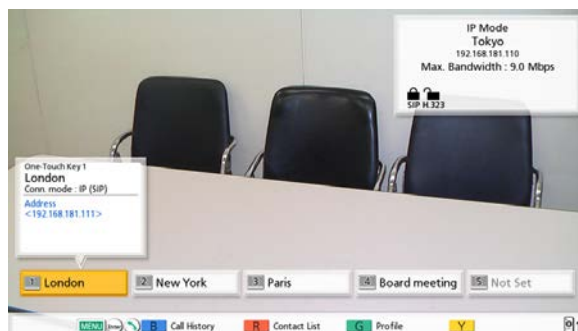 IP Mode
Tokyo
192.168.181.110
Max. Bandwidth : 9.0 Mbps
SIP H.323
One-Touch Key 1
London
Conn. mode : IP (SIP)
Address
<192.168.181.111>
1 London 2 New York 3 Paris 4 Board meeting 5 Not Set
MENU B Call History R Contact List G Profile Y